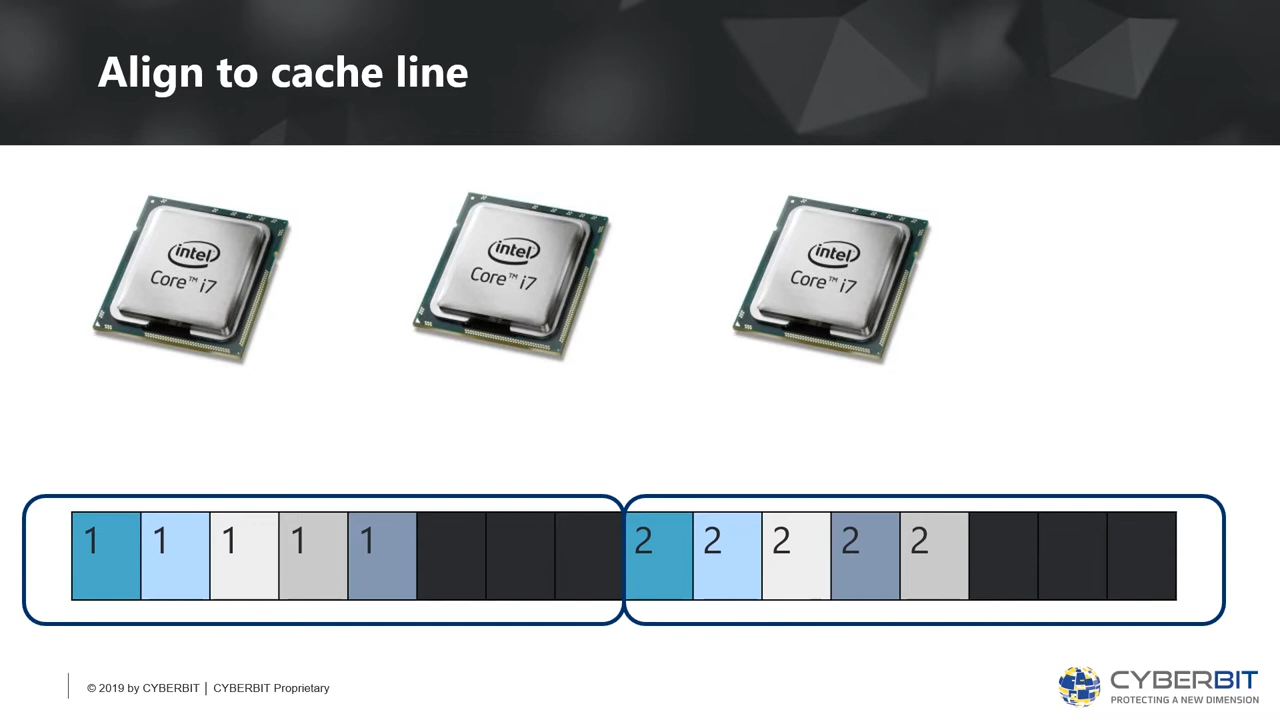 Align to cache line
intel
Core™ i7
intel
Core™ i7
intel
Core™ i7
1 1 1 1 1 2 2 2 2 2
© 2019 by CYBERBIT | CYBERBIT Proprietary
CYBERBIT
PROTECTING A NEW DIMENSION